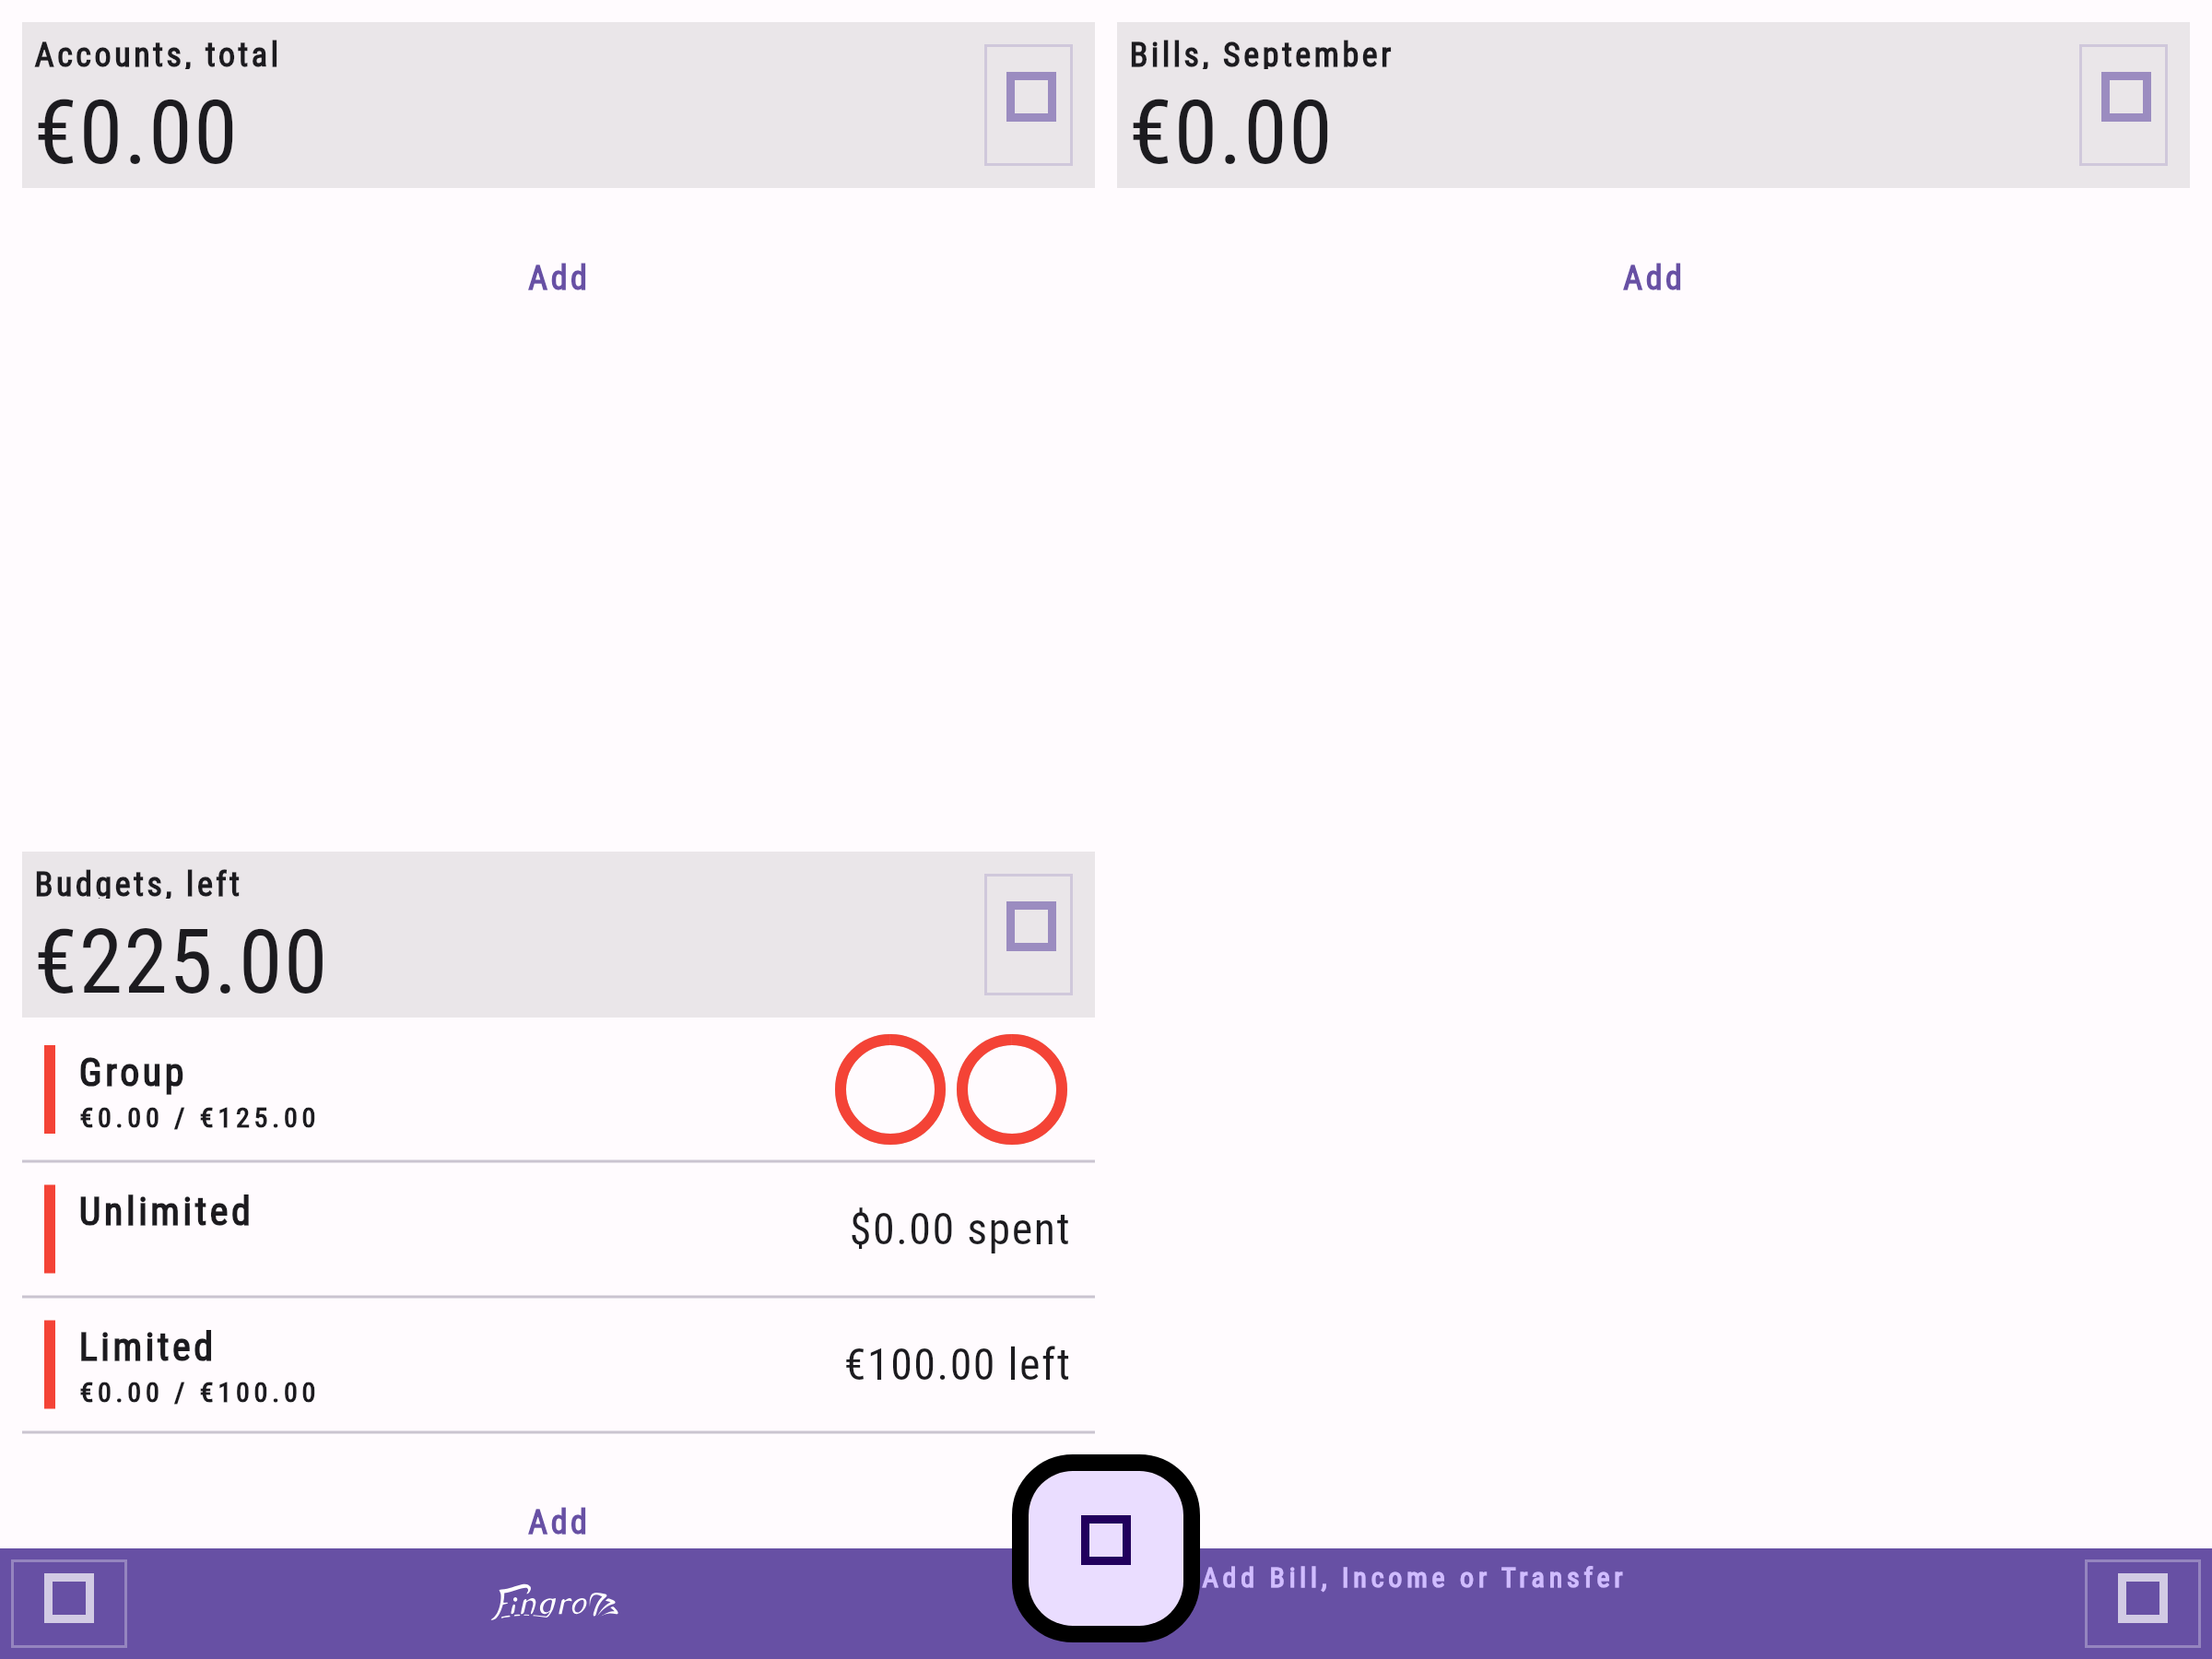 Accounts, total
€0.00
Add
Bills, September
€0.00
Add
Budgets, left
€225.00
Group
€0.00 / €125.00
Unlimited
$0.00 spent
Limited
€0.00 / €100.00
€100.00 left
Add
Add Bill, Income or Transfer